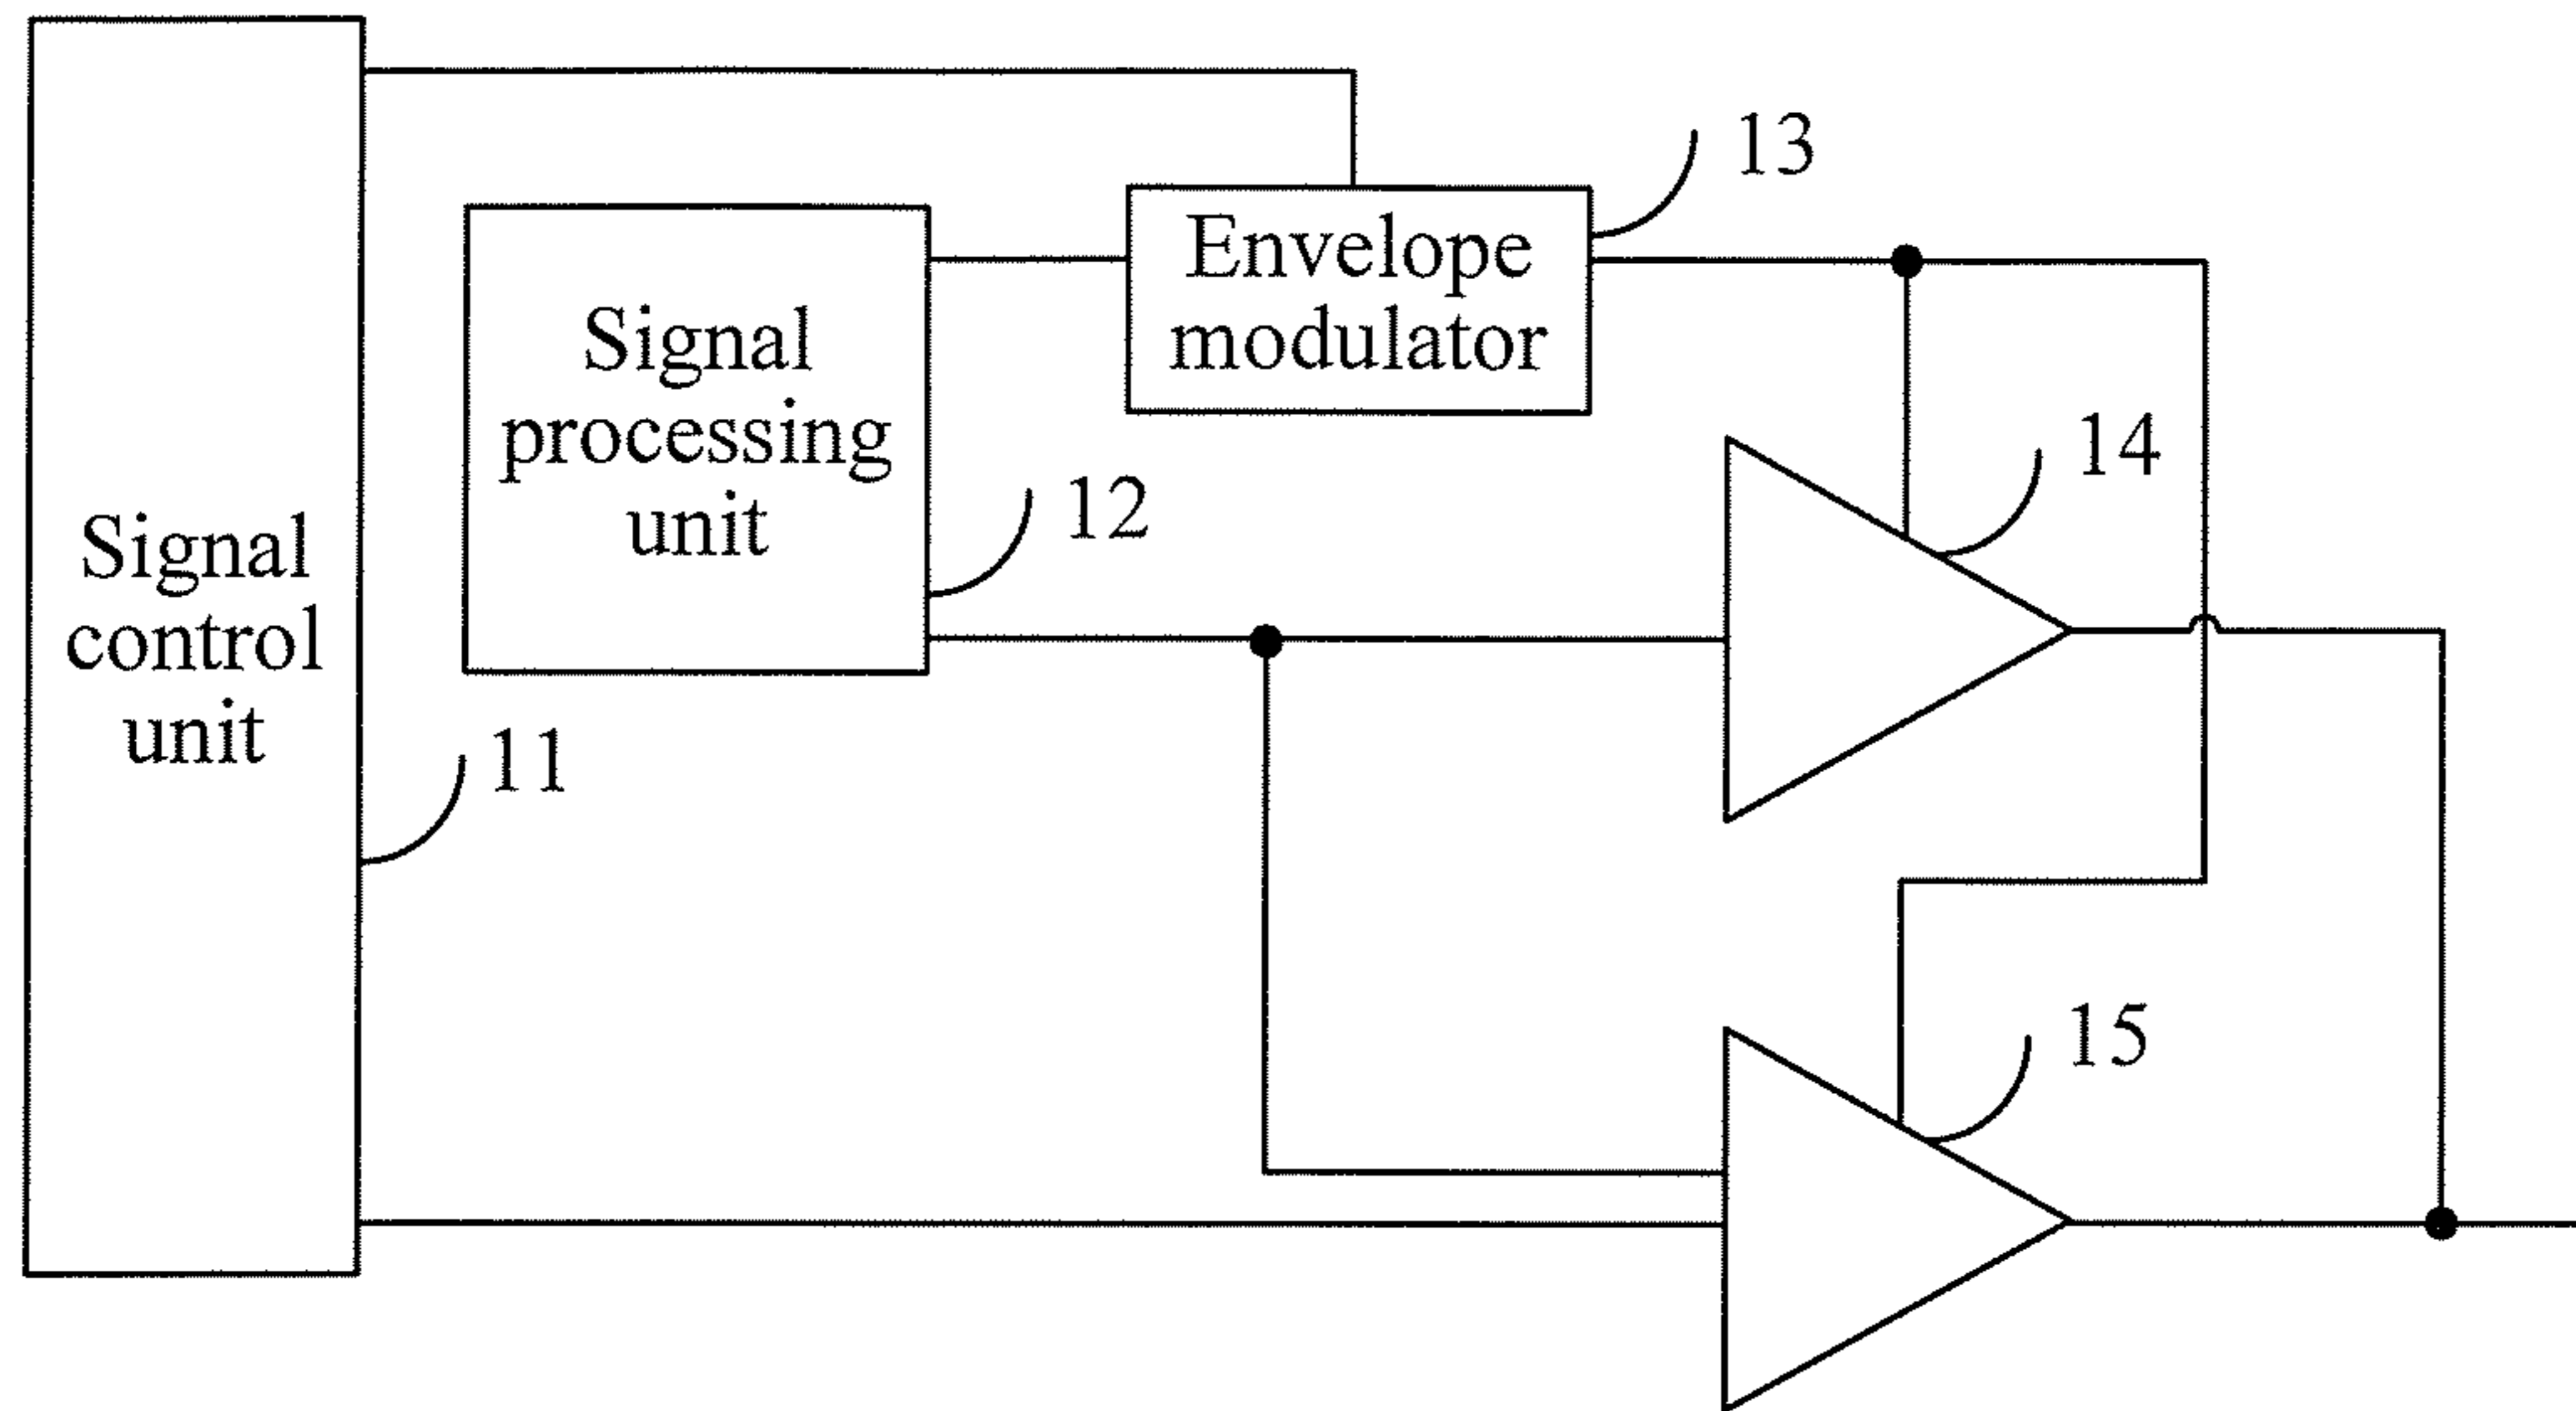 Signal
control
unit
11
Signal
processing
unit
12
Envelope
modulator
13
14
15